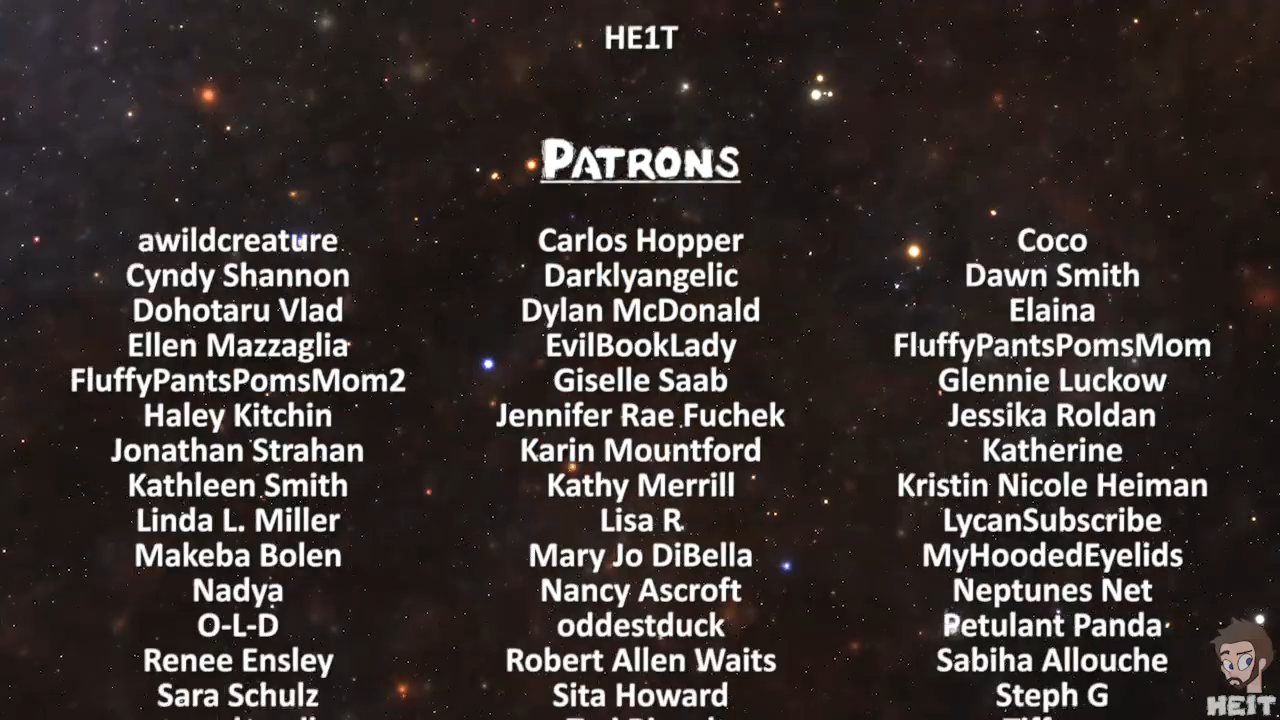 HE1T
PATRONS
awildcreature Carlos Hopper Coco
Cyndy Shannon Darklyangelic Dawn Smith
Dohotaru Vlad Dylan McDonald Elaina
Ellen Mazzaglia EvilBookLady FluffyPantsPomsMom
FluffyPantsPomsMom2 Giselle Saab Glennie Luckow
Haley Kitchin Jennifer Rae Fuchek Jessika Roldan
Jonathan Strahan Karin Mountford Katherine
Kathleen Smith Kathy Merrill Kristin Nicole Heiman
Linda L. Miller Lisa R LycanSubscribe
Makeba Bolen Mary Jo DiBella MyHoodedEyelids
Nadya Nancy Ascroft Neptunes Net
O-L-D oddestduck Petulant Panda
Renee Ensley Robert Allen Waits Sabiha Allouche
Sara Schulz Sita Howard Steph G
HE1T